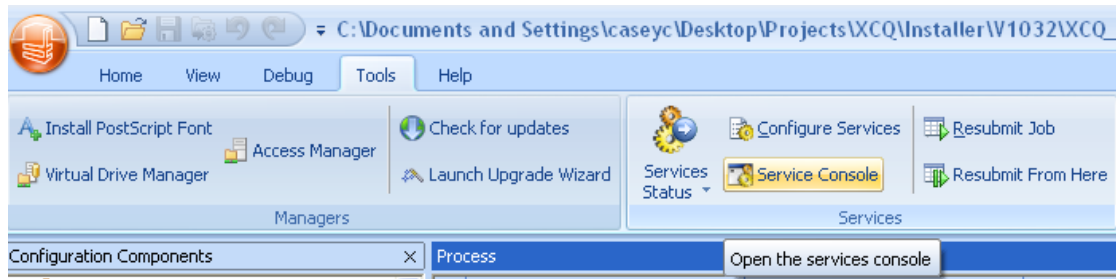 C:\Documents and Settings\caseyc\Desktop\Projects\XCQ\Installer\V1032\XCQ_
Home View Debug Tools Help
Install PostScript Font
Virtual Drive Manager
Access Manager
Check for updates
Launch Upgrade Wizard
Managers
Services Status
Configure Services
Service Console
Resubmit Job
Resubmit From Here
Services
Configuration Components
Process
Open the services console